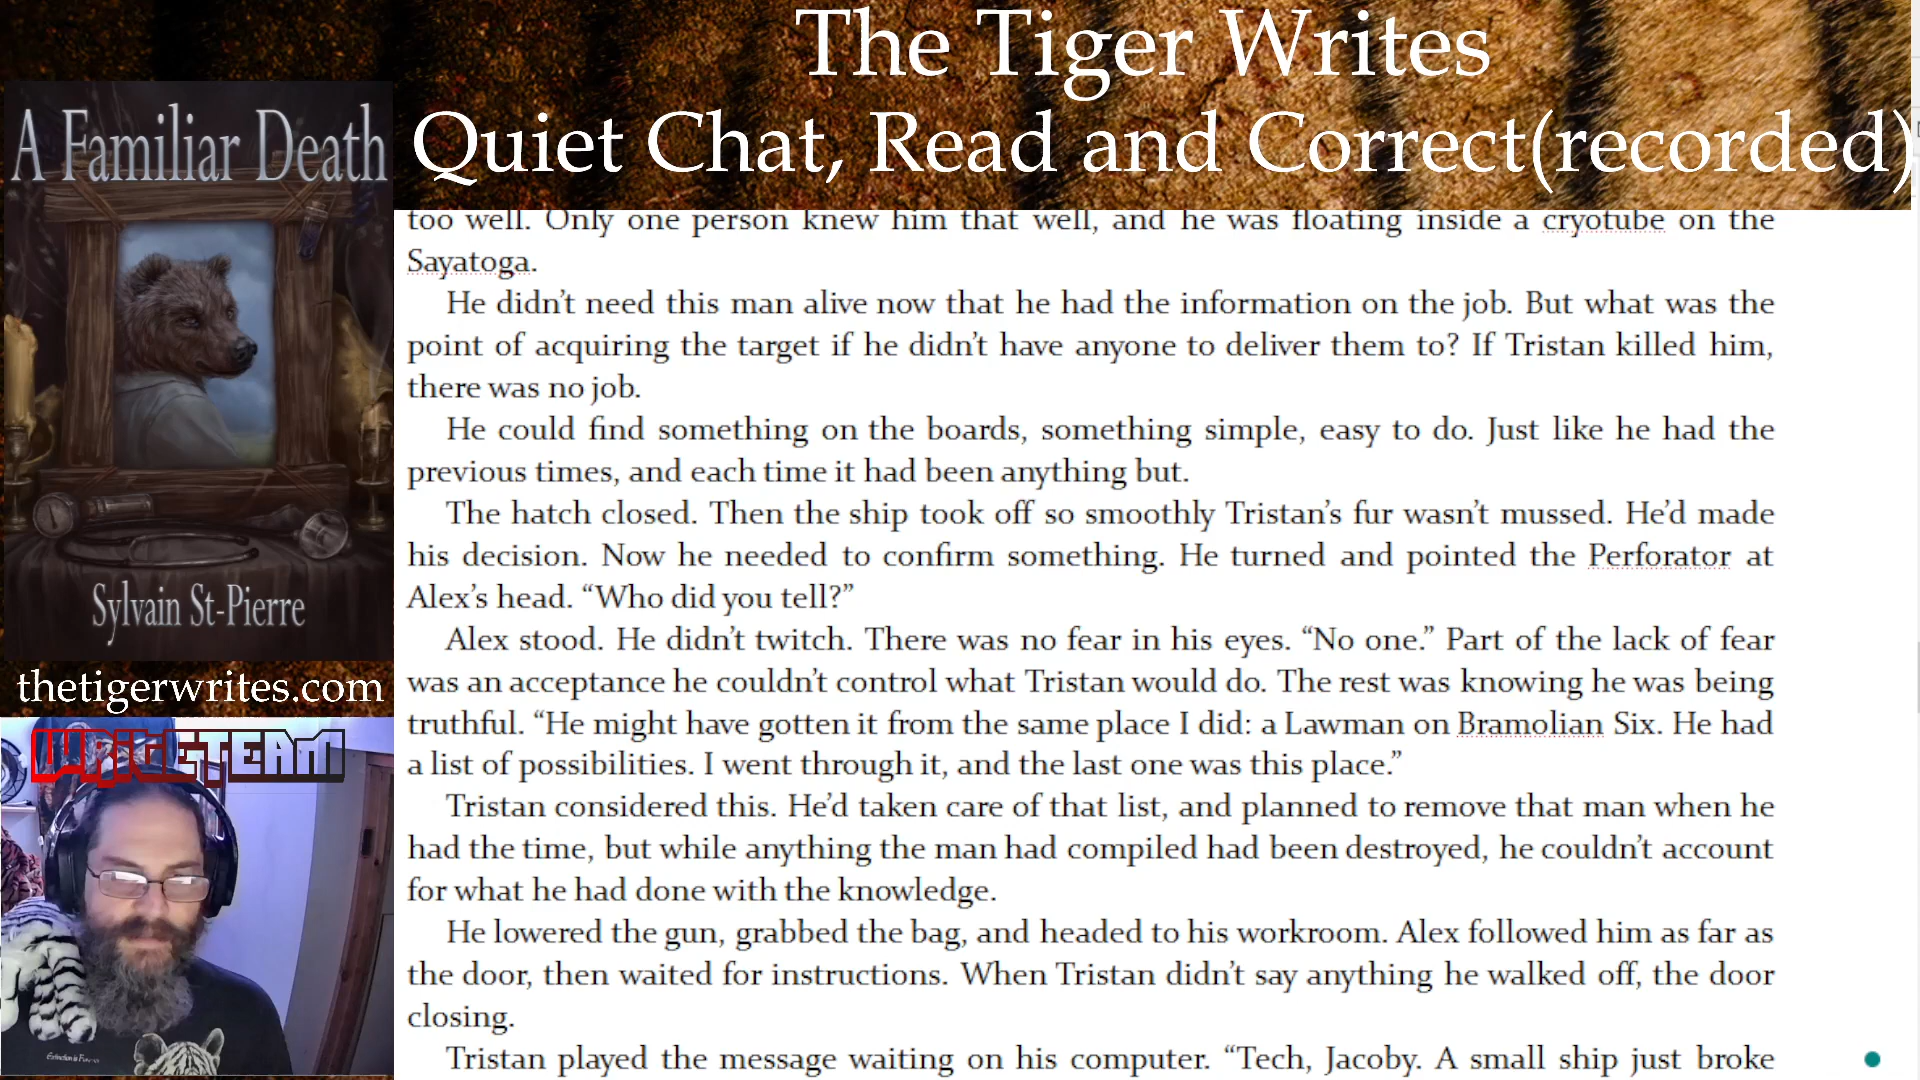 The Tiger Writes
Quiet Chat, Read and Correct(recorded)
A Familiar Death
Sylvain St-Pierre
thetigerwrites.com
WRITETEAM
too well. Only one person knew him that well, and he was floating inside a cryotube on the
Sayatoga.
He didn’t need this man alive now that he had the information on the job. But what was the
point of acquiring the target if he didn’t have anyone to deliver them to? If Tristan killed him,
there was no job.
He could find something on the boards, something simple, easy to do. Just like he had the
previous times, and each time it had been anything but.
The hatch closed. Then the ship took off so smoothly Tristan’s fur wasn’t mussed. He’d made
his decision. Now he needed to confirm something. He turned and pointed the Perforator at
Alex’s head. “Who did you tell?”
Alex stood. He didn’t twitch. There was no fear in his eyes. “No one.” Part of the lack of fear
was an acceptance he couldn’t control what Tristan would do. The rest was knowing he was being
truthful. “He might have gotten it from the same place I did: a Lawman on Bramolian Six. He had
a list of possibilities. I went through it, and the last one was this place.”
Tristan considered this. He’d taken care of that list, and planned to remove that man when he
had the time, but while anything the man had compiled had been destroyed, he couldn’t account
for what he had done with the knowledge.
He lowered the gun, grabbed the bag, and headed to his workroom. Alex followed him as far as
the door, then waited for instructions. When Tristan didn’t say anything he walked off, the door
closing.
Tristan played the message waiting on his computer. “Tech, Jacoby. A small ship just broke